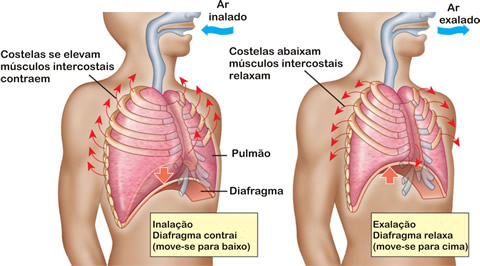 Ar
inalado
Costelas se elevam
músculos intercostais
contraem
Pulmão
Diafragma
Inalação
Diafragma contrai
(move-se para baixo)
Ar
exalado
Costelas abaixam
músculos intercostais
relaxam
Exalação
Diafragma relaxa
(move-se para cima)